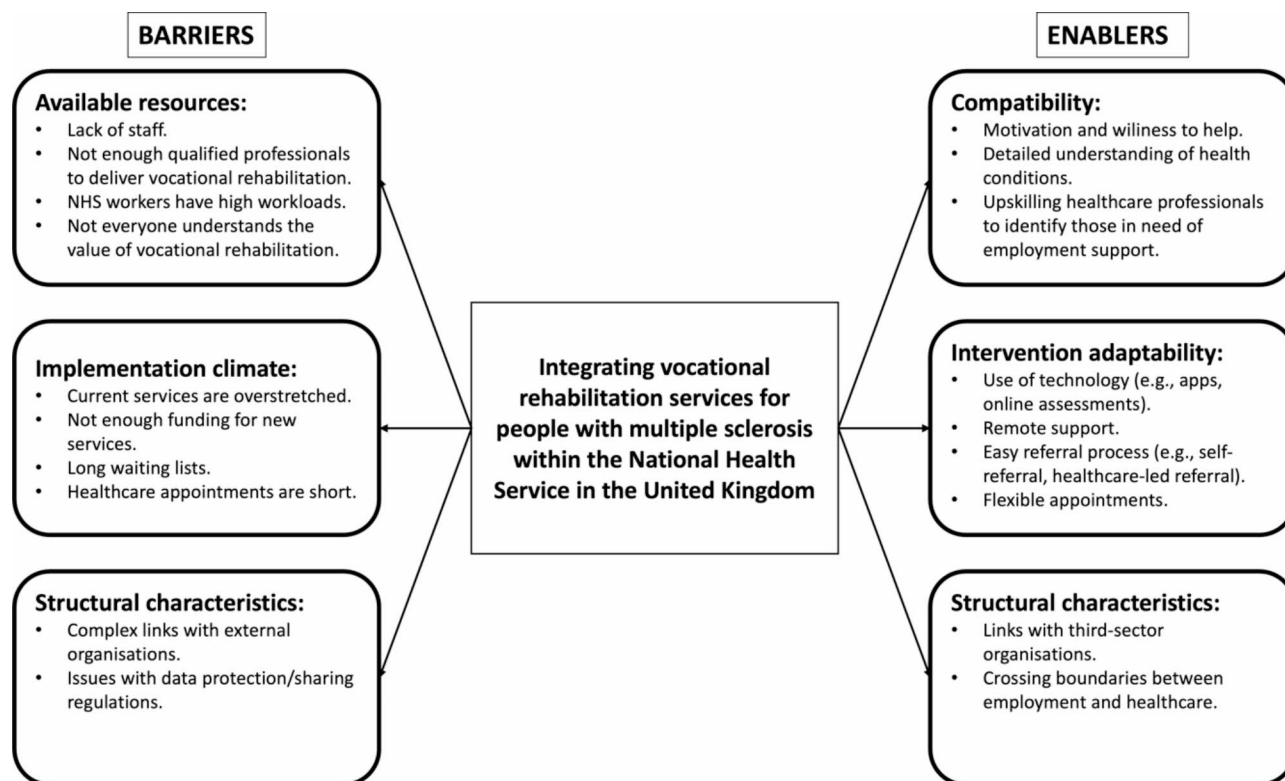 BARRIERS
Available resources:
• Lack of staff.
• Not enough qualified professionals
to deliver vocational rehabilitation.
• NHS workers have high workloads.
• Not everyone understands the
value of vocational rehabilitation.
Implementation climate:
• Current services are overstretched.
• Not enough funding for new
services.
• Long waiting lists.
• Healthcare appointments are short.
Structural characteristics:
• Complex links with external
organisations.
• Issues with data protection/sharing
regulations.
Integrating vocational
rehabilitation services for
people with multiple sclerosis
within the National Health
Service in the United Kingdom
ENABLERS
Compatibility:
• Motivation and wiliness to help.
• Detailed understanding of health
conditions.
• Upskilling healthcare professionals
to identify those in need of
employment support.
Intervention adaptability:
• Use of technology (e.g., apps,
online assessments).
• Remote support.
• Easy referral process (e.g., self-
referral, healthcare-led referral).
• Flexible appointments.
Structural characteristics:
• Links with third-sector
organisations.
• Crossing boundaries between
employment and healthcare.